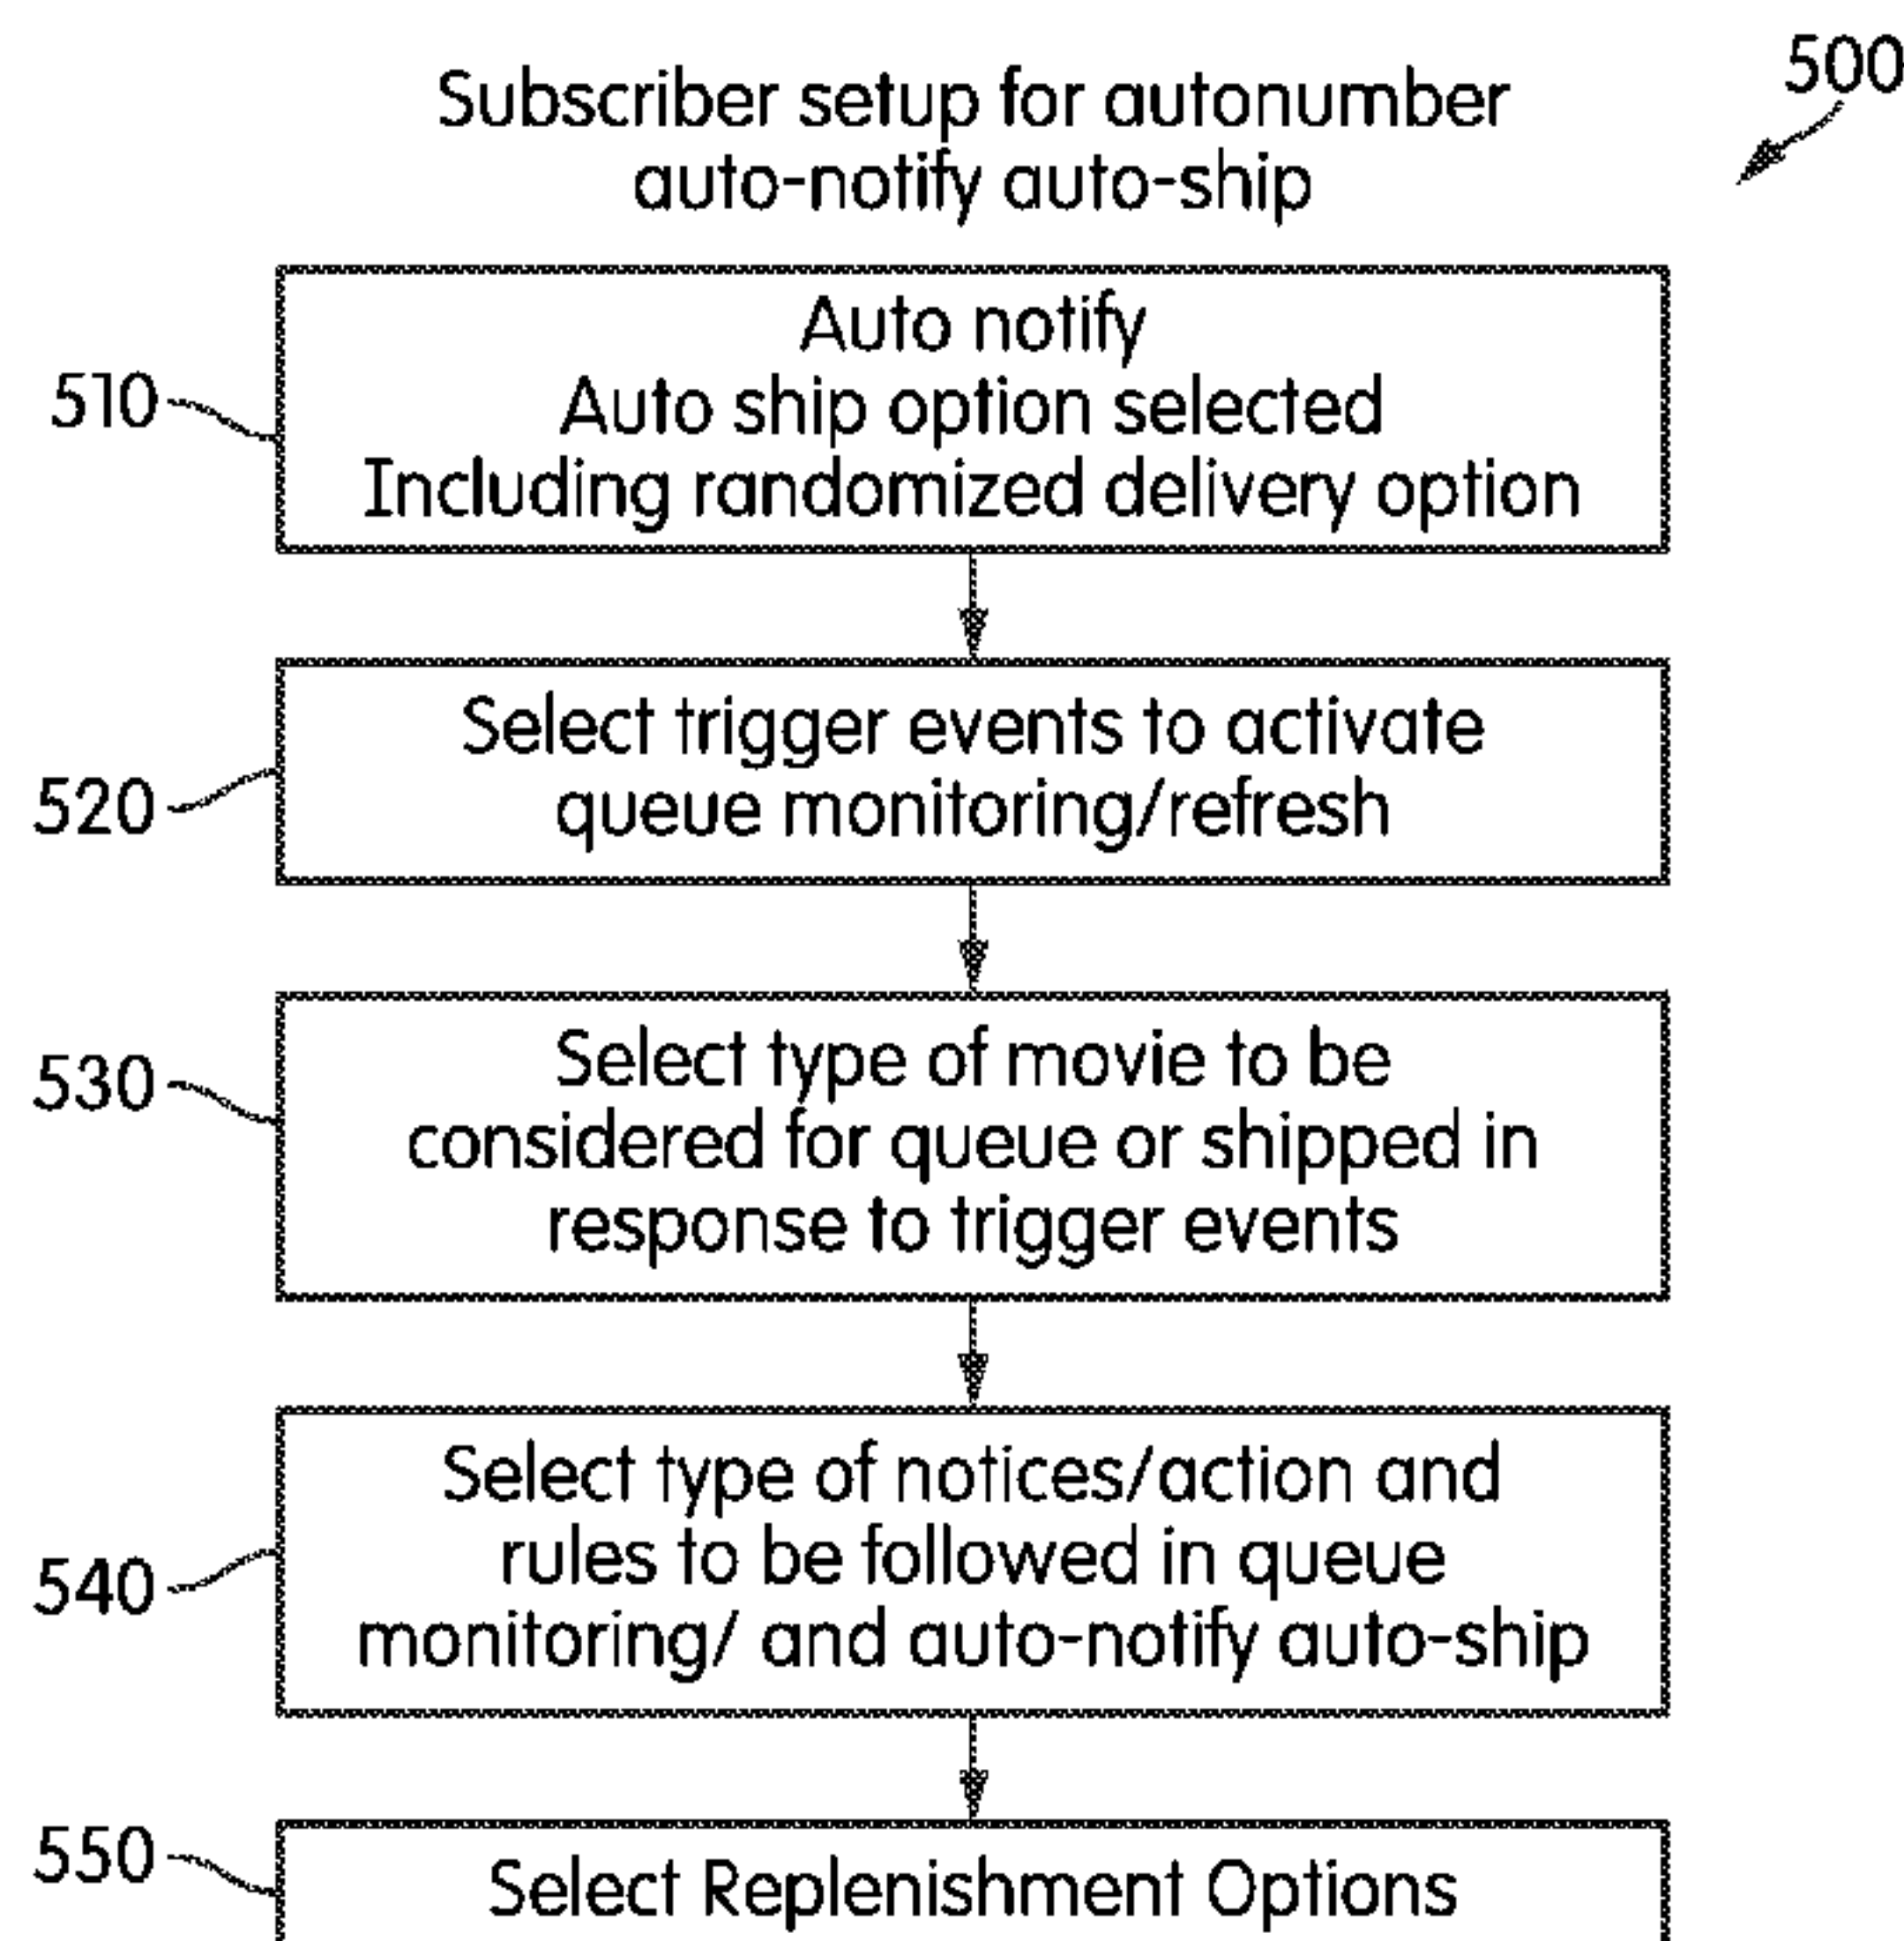 500
Subscriber setup for autonumber
auto-notify auto-ship
510
Auto notify
Auto ship option selected
Including randomized delivery option
520
Select trigger events to activate
queue monitoring/refresh
530
Select type of movie to be
considered for queue or shipped in
response to trigger events
540
Select type of notices/action and
rules to be followed in queue
monitoring/ and auto-notify auto-ship
550
Select Replenishment Options